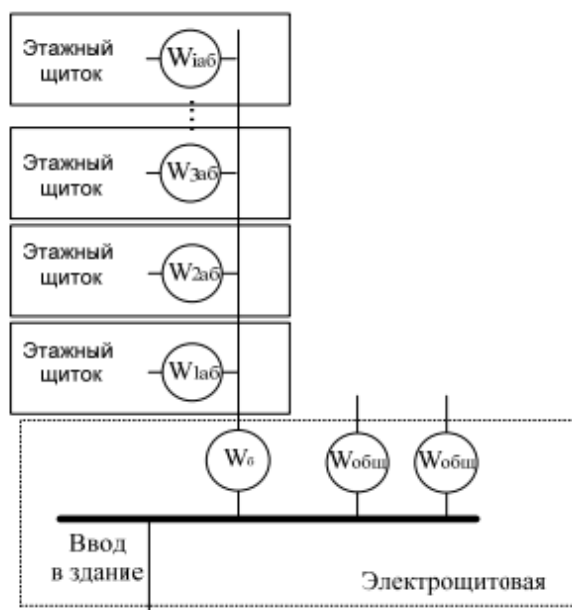 Этажный
щиток
Wiаб
Этажный
щиток
W3аб
Этажный
щиток
W2аб
Этажный
щиток
W1аб
Wб
Wобщ
Wобщ
Ввод
в здание
Электрощитовая